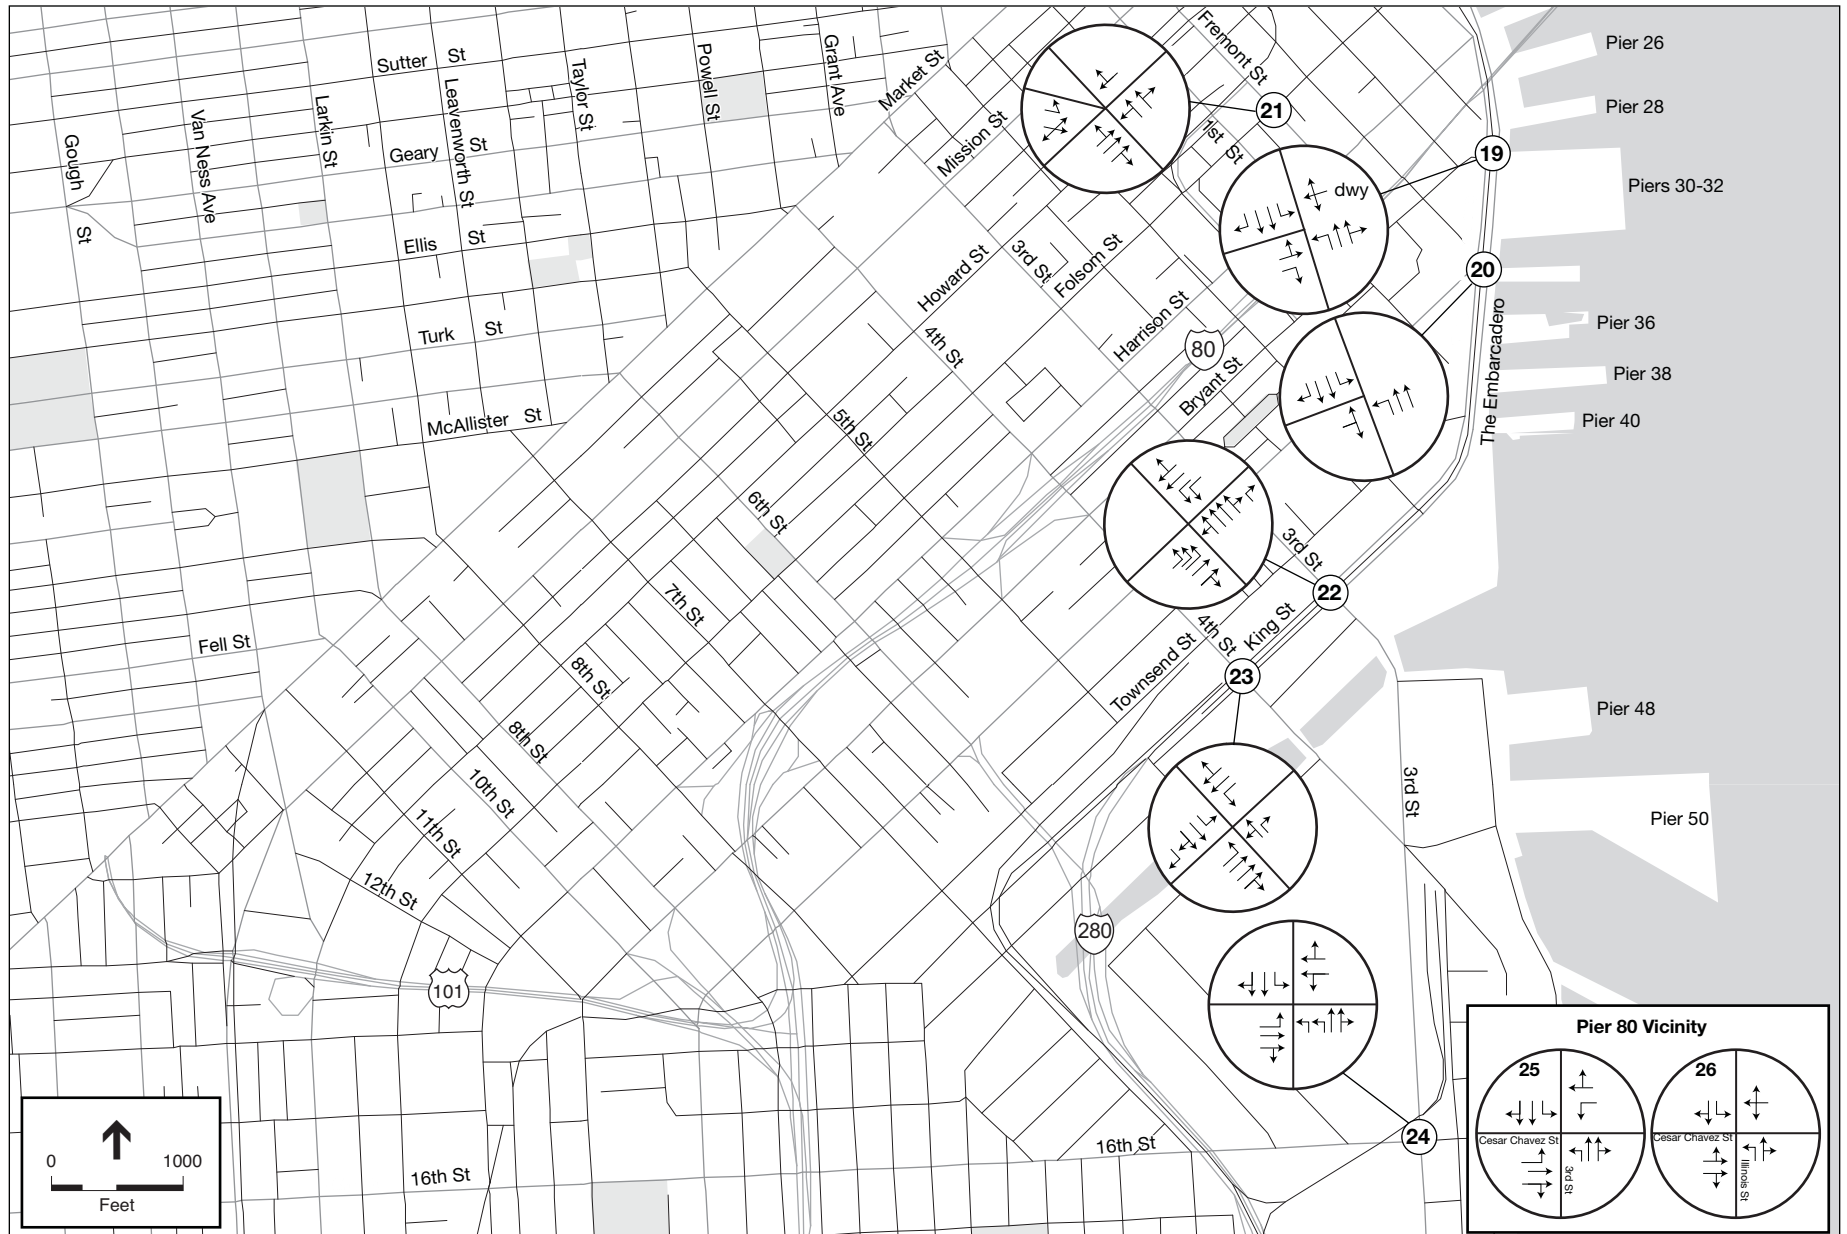 Sutter St
Leavenworth St
Taylor St
Powell St
Grant Ave
Market St
Mission St
Fremont St
1st St
21
19
dwy
20
Pier 26
Pier 28
Piers 30-32
Pier 36
Pier 38
Pier 40
The Embarcadero
Gough St
Van Ness Ave
Larkin St
Geary St
Ellis St
Turk St
McAllister St
Howard St
3rd St
Folsom St
Harrison St
80
Bryant St
4th St
5th St
6th St
7th St
8th St
8th St
10th St
11th St
12th St
Fell St
3rd St
22
4th St
King St
Townsend St
23
3rd St
Pier 48
Pier 50
280
101
16th St
16th St
24
0 1000
Feet
Pier 80 Vicinity
25
Cesar Chavez St
3rd St
26
Cesar Chavez St
Illinois St